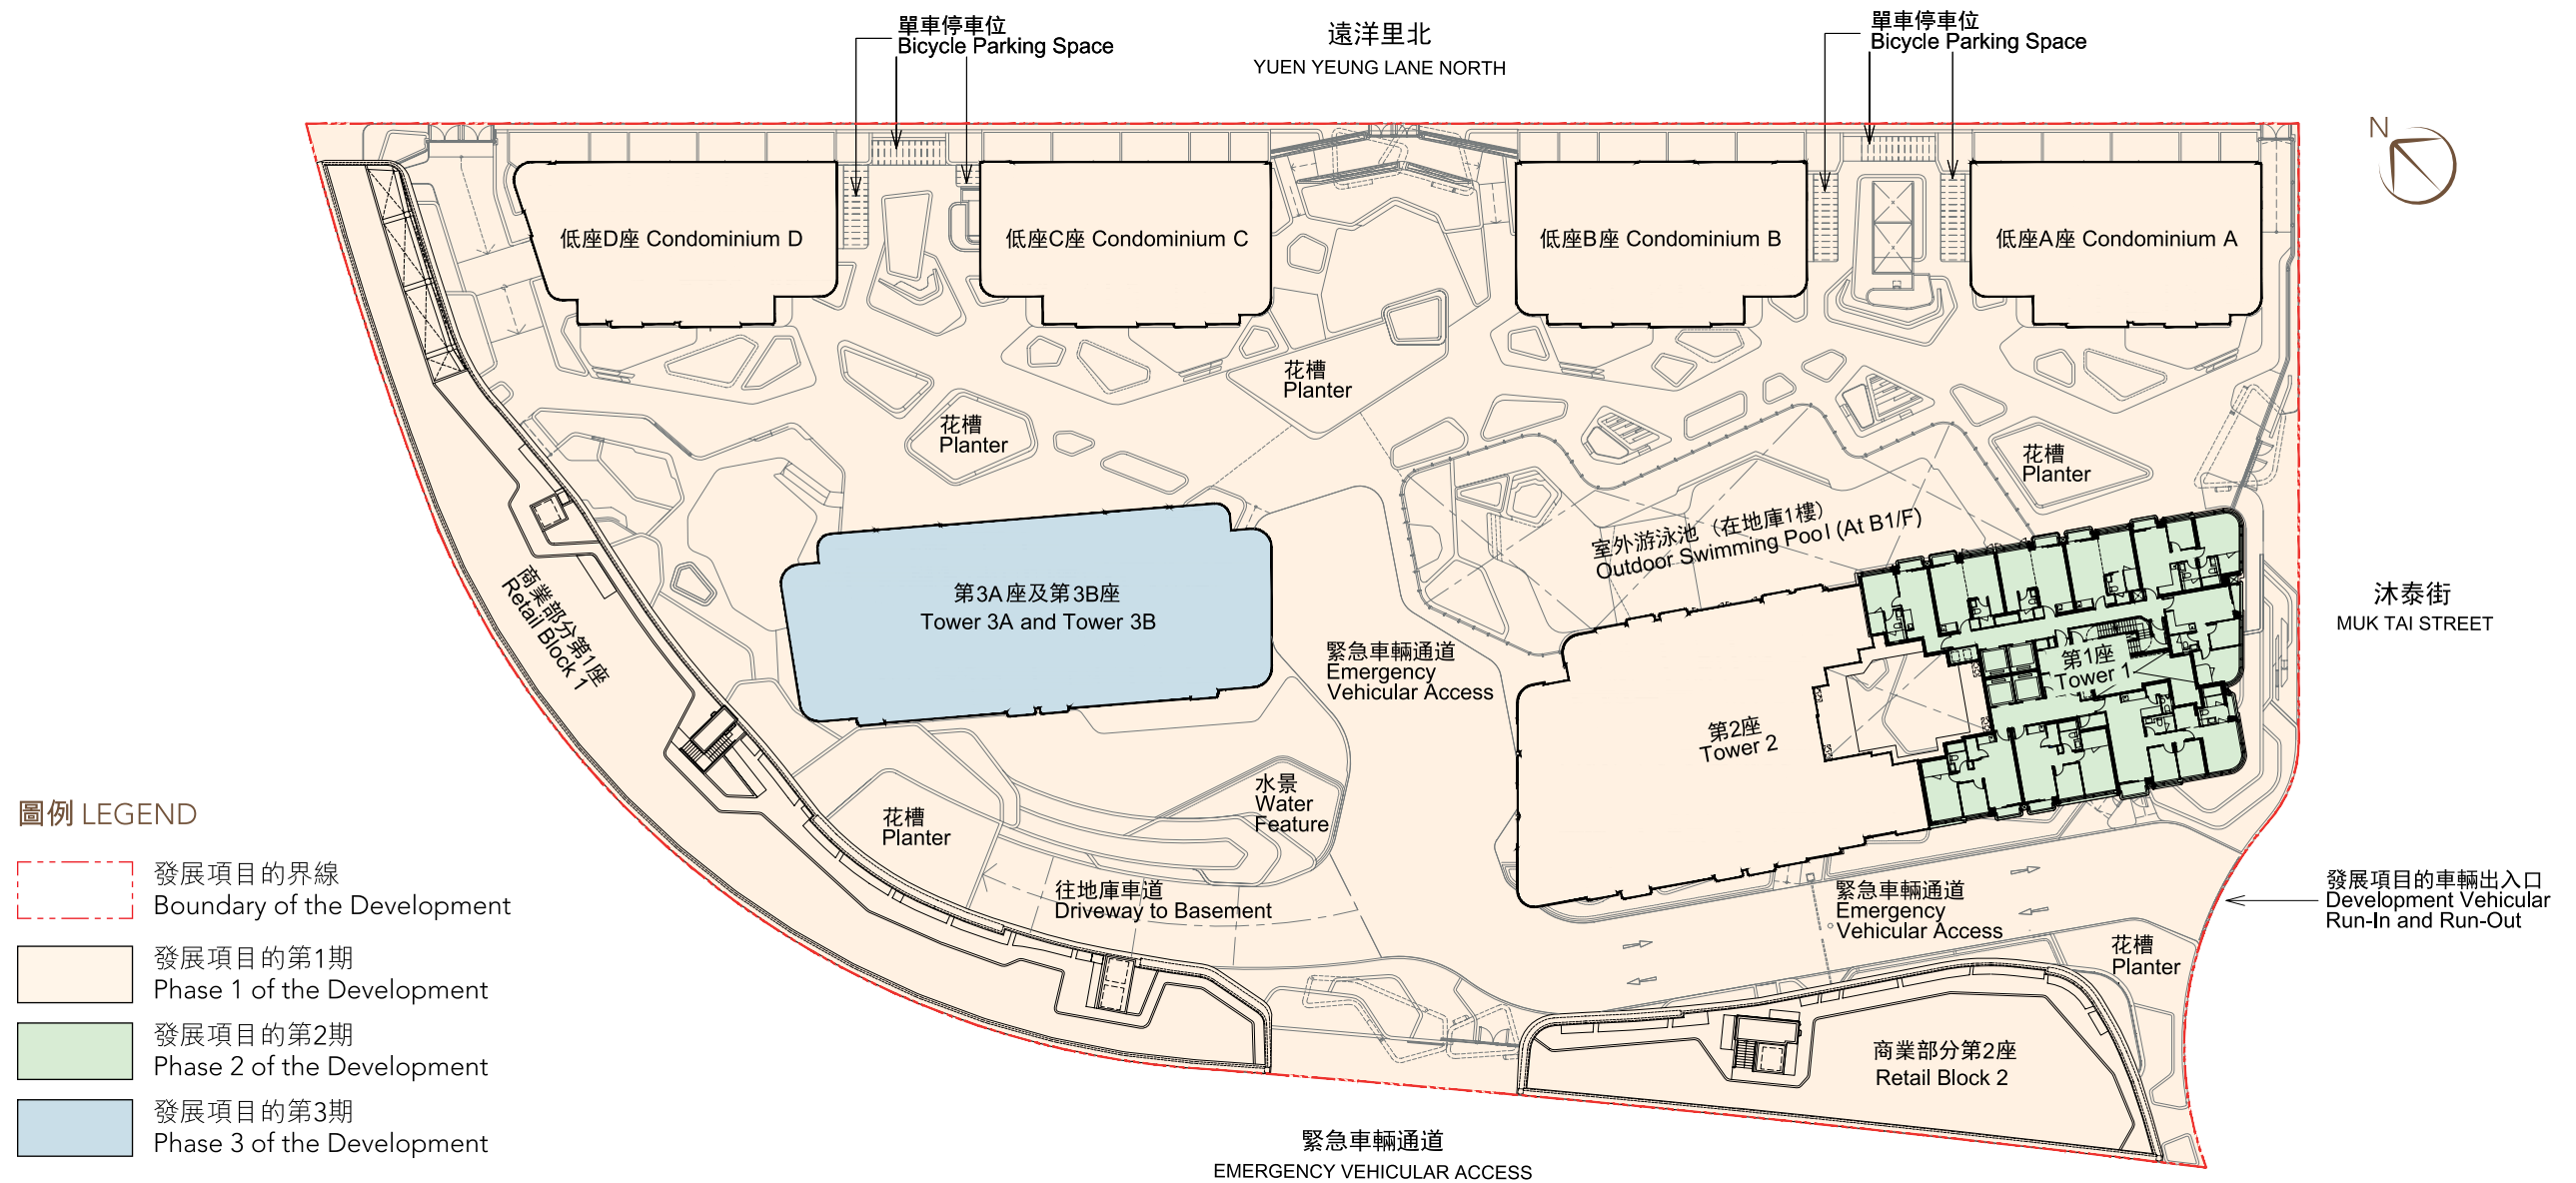 單車停車位
Bicycle Parking Space
遠洋里北
YUEN YEUNG LANE NORTH
單車停車位
Bicycle Parking Space
N
低座D座 Condominium D
低座C座 Condominium C
低座B座 Condominium B
低座A座 Condominium A
花槽
Planter
花槽
Planter
花槽
Planter
室外游泳池（在地庫1樓）
Outdoor Swimming Pool (At B1/F)
商業部分第1座
Retail Block 1
第3A座及第3B座
Tower 3A and Tower 3B
緊急車輛通道
Emergency
Vehicular Access
第1座
Tower 1
第2座
Tower 2
沐泰街
MUK TAI STREET
花槽
Planter
水景
Water
Feature
往地庫車道
Driveway to Basement
緊急車輛通道
Emergency
Vehicular Access
發展項目的車輛出入口
Development Vehicular
Run-In and Run-Out
花槽
Planter
商業部分第2座
Retail Block 2
緊急車輛通道
EMERGENCY VEHICULAR ACCESS
圖例 LEGEND
發展項目的界線
Boundary of the Development
發展項目的第1期
Phase 1 of the Development
發展項目的第2期
Phase 2 of the Development
發展項目的第3期
Phase 3 of the Development